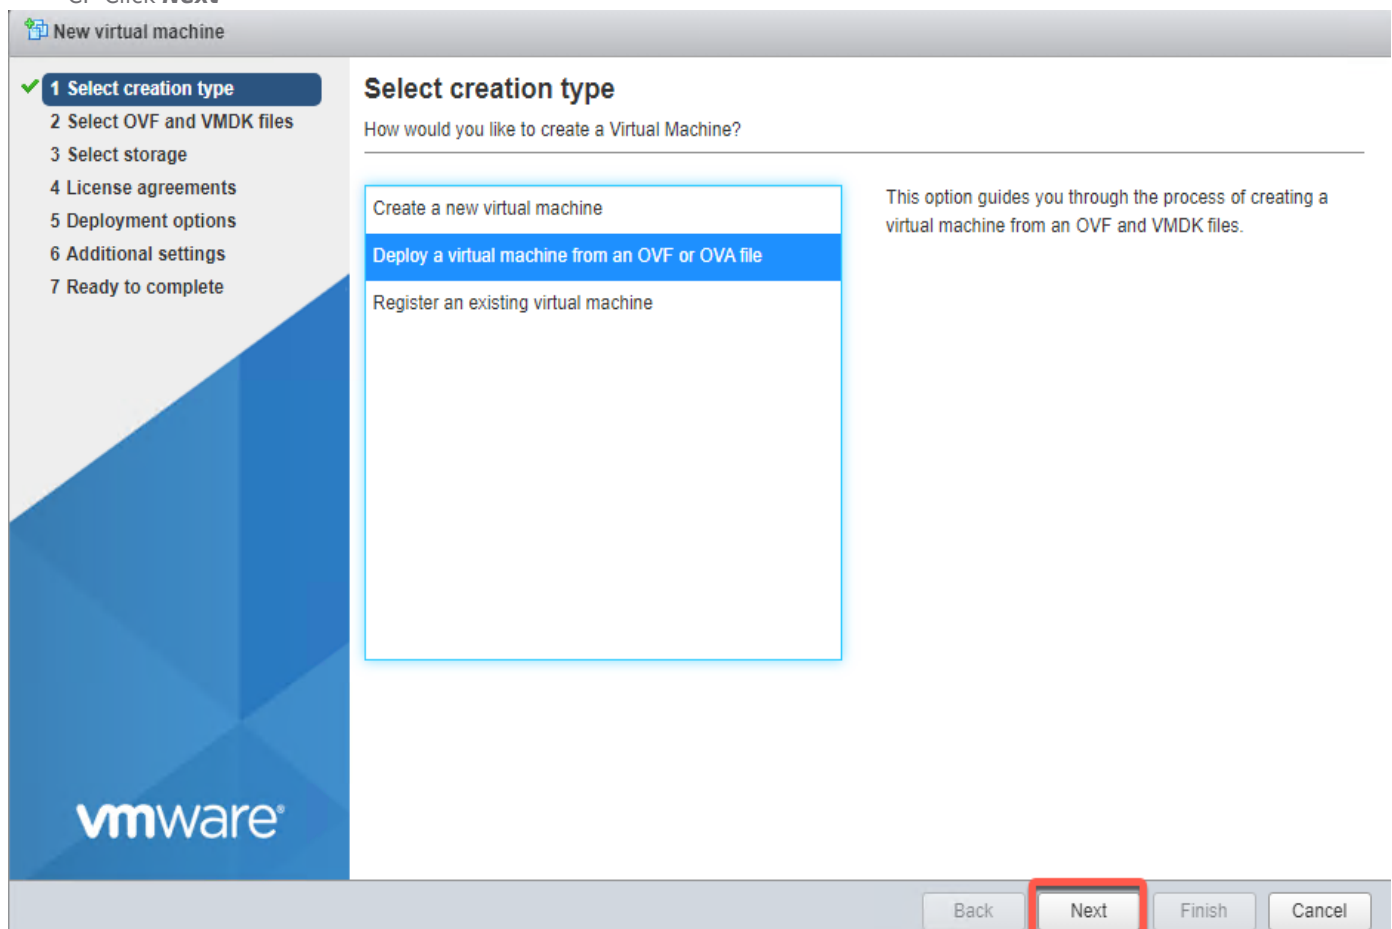 Click Next
New virtual machine
1 Select creation type
2 Select OVF and VMDK files
3 Select storage
4 License agreements
5 Deployment options
6 Additional settings
7 Ready to complete
vmware®
Select creation type
How would you like to create a Virtual Machine?
Create a new virtual machine
Deploy a virtual machine from an OVF or OVA file
Register an existing virtual machine
This option guides you through the process of creating a
virtual machine from an OVF and VMDK files.
Back
Next
Finish
Cancel